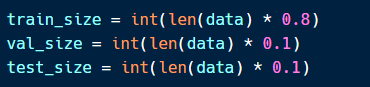 train_size = int(len(data) * 0.8)
val_size = int(len(data) * 0.1)
test_size = int(len(data) * 0.1)